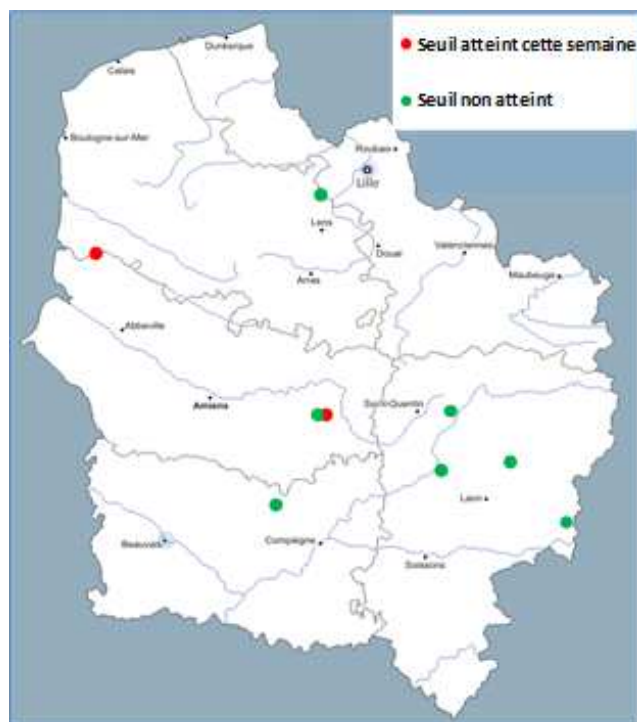 Seuil atteint cette semaine
Seuil non atteint
Dunkerque
Calais
Boulogne-sur-Mer
Roubaix
Lille
Lens
Douai
Valenciennes
Arras
Maubeuge
Abbeville
Amiens
Saint-Quentin
Laon
Beauvais
Compiègne
Soissons